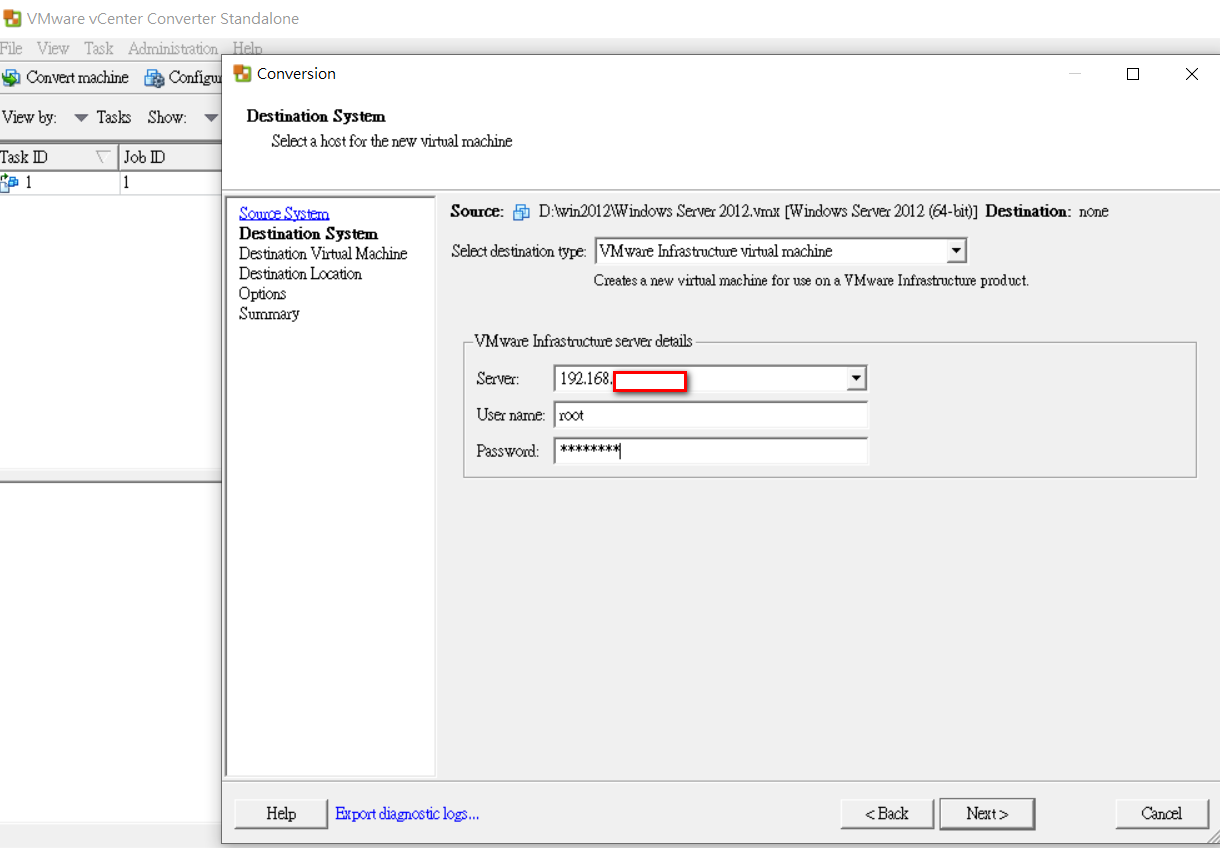 VMware vCenter Converter Standalone
File View Task Administration Help
Convert machine Configu
View by: Tasks Show:
Task ID Job ID
1 1
Conversion
Destination System
Select a host for the new virtual machine
Source System
Destination System
Destination Virtual Machine
Destination Location
Options
Summary
Source: D:\win2012\Windows Server 2012.vmx [Windows Server 2012 (64-bit)] Destination: none
Select destination type: VMware Infrastructure virtual machine
Creates a new virtual machine for use on a VMware Infrastructure product.
VMware Infrastructure server details
Server: 192.168.
User name: root
Password: ********
Help Export diagnostic logs... < Back Next > Cancel